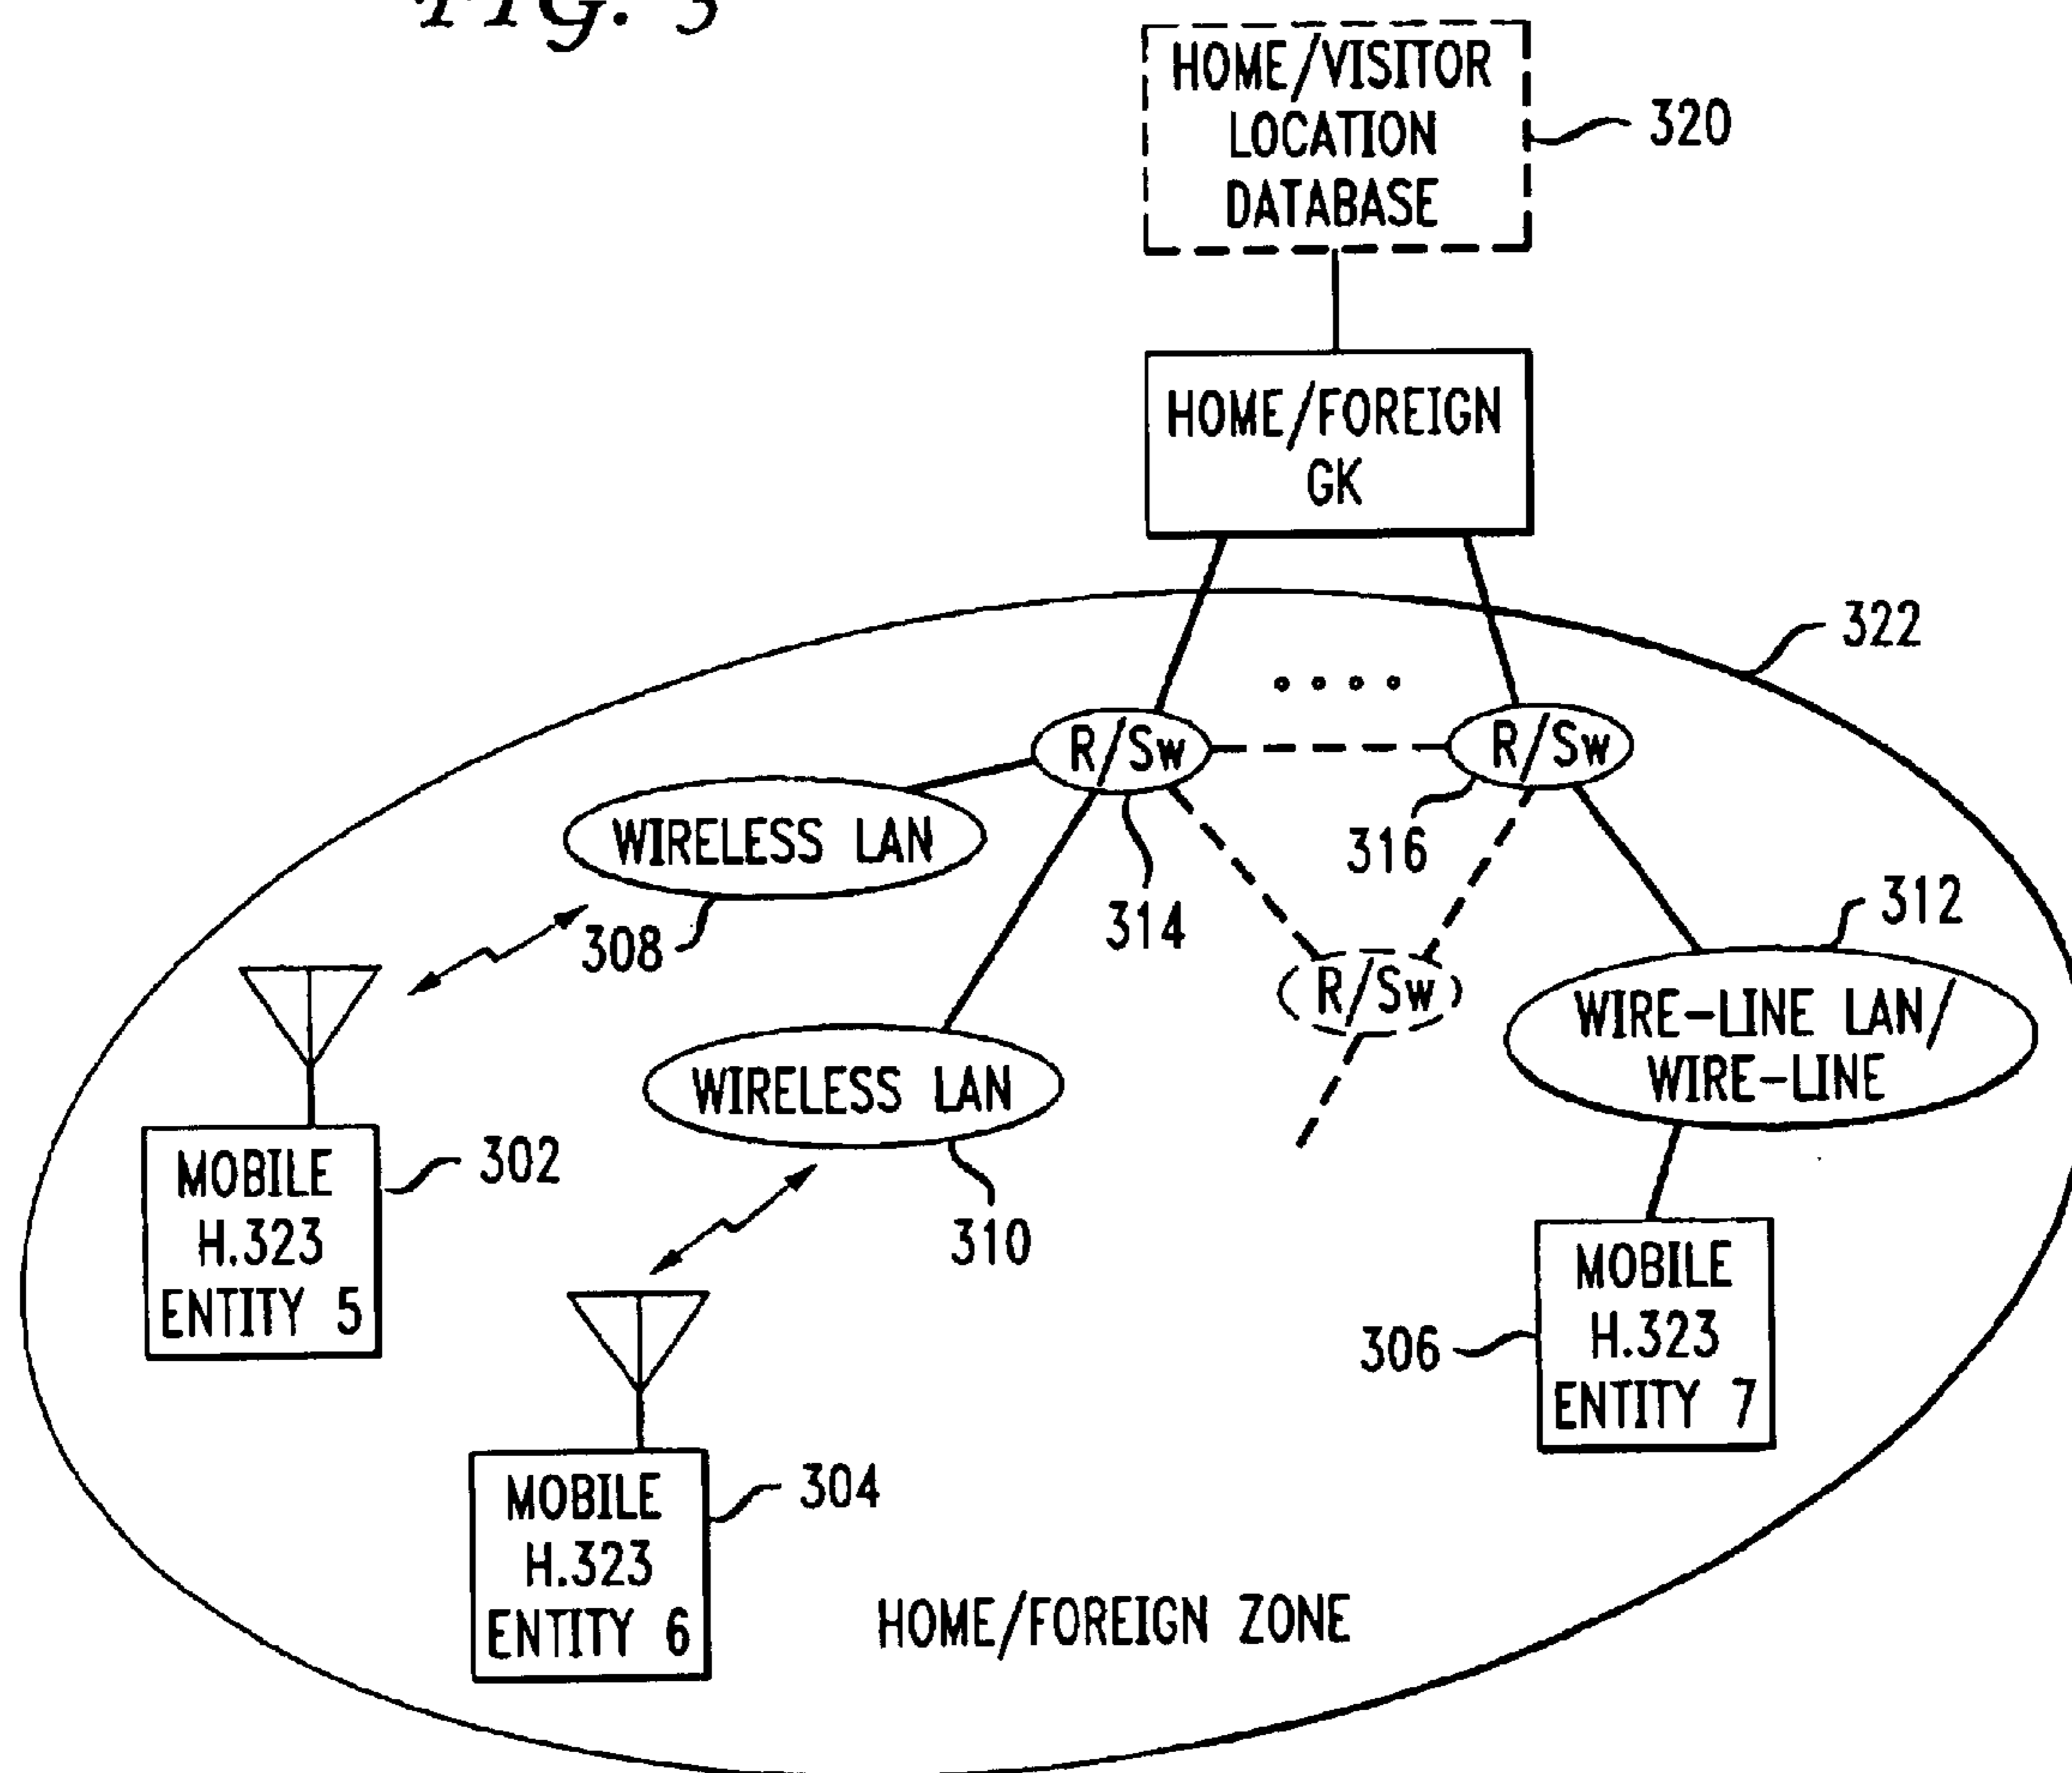 FIG. 3
HOME/VISITOR
LOCATION
DATABASE
320
HOME/FOREIGN
GK
322
R/SW
R/SW
WIRELESS LAN
316
312
314
308
R/SW
WIRE-LINE LAN/
WIRE-LINE
WIRELESS LAN
302
MOBILE
H.323
ENTITY 5
310
MOBILE
H.323
ENTITY 7
306
304
MOBILE
H.323
ENTITY 6
HOME/FOREIGN ZONE